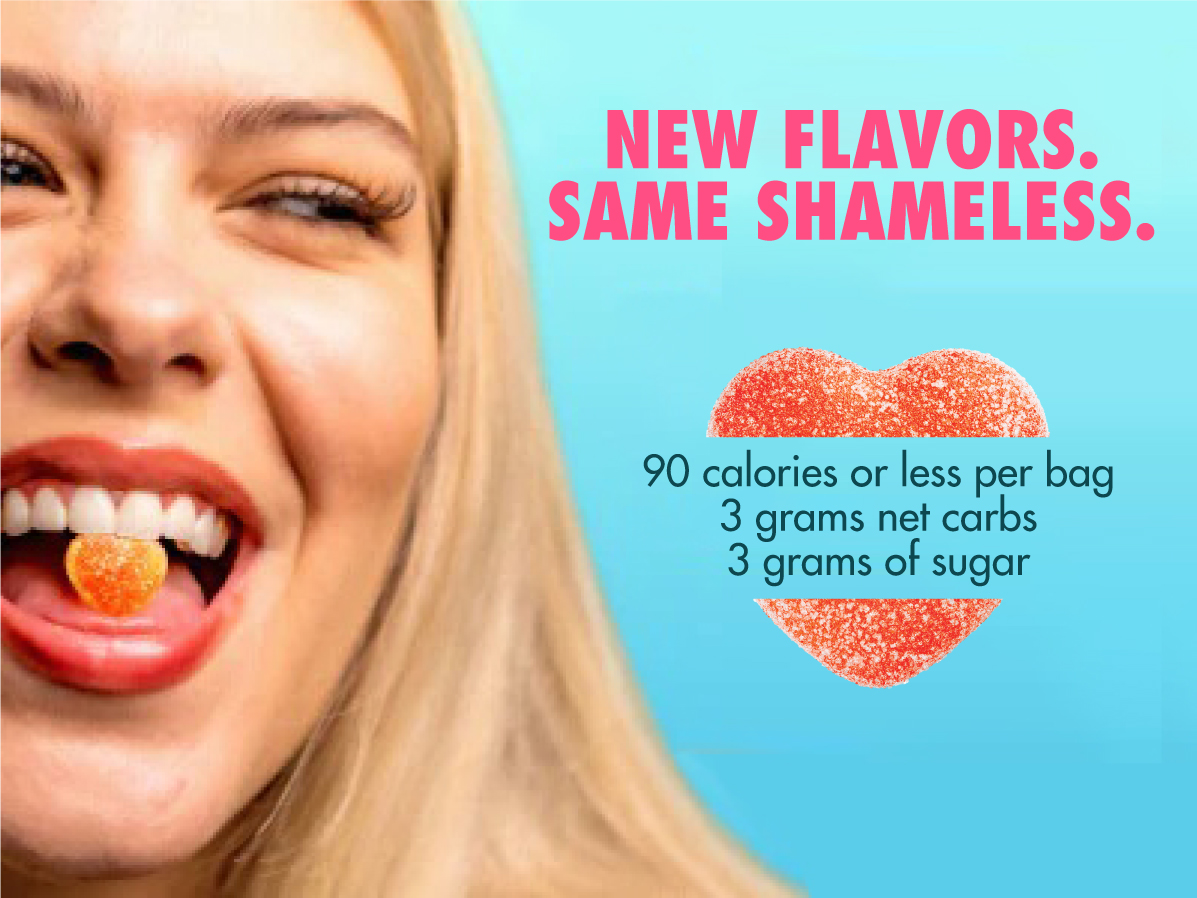 NEW FLAVORS.
SAME SHAMELESS.
90 calories or less per bag
3 grams net carbs
3 grams of sugar